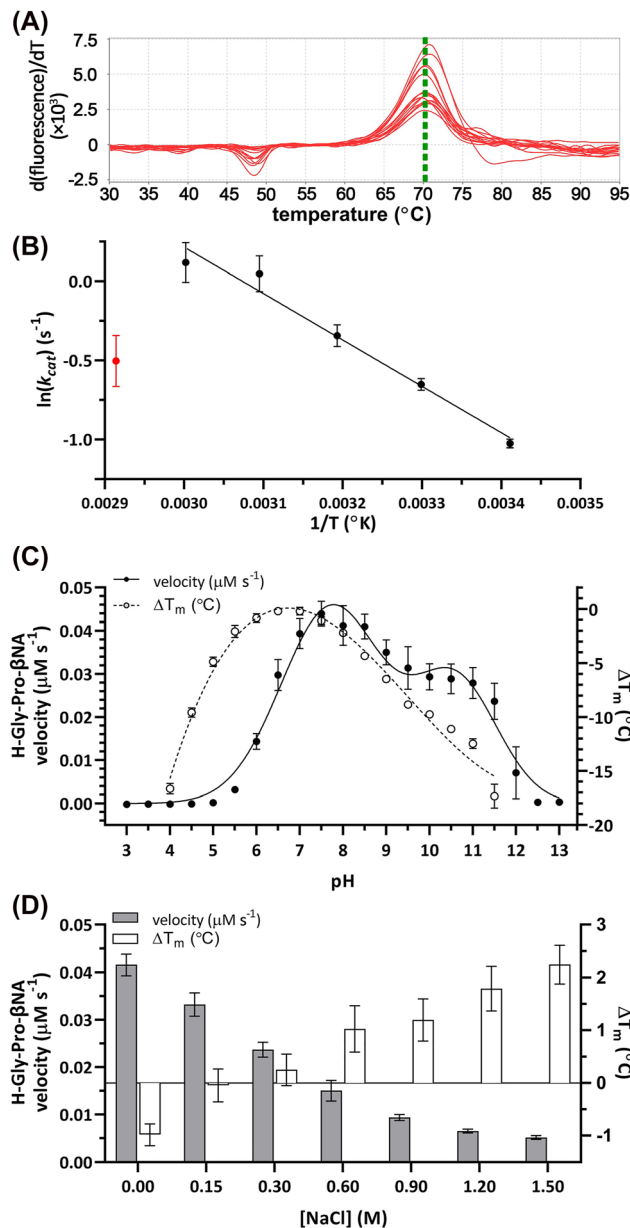 (A)
d(fluorescence)/dT
(×10³)
7.5
5.0
2.5
0
-2.5
30 35 40 45 50 55 60 65 70 75 80 85 90 95
temperature (°C)
(B)
ln(kcat) (s⁻¹)
0.0
-0.5
-1.0
0.0029 0.0030 0.0031 0.0032 0.0033 0.0034 0.0035
1/T (°K)
(C)
velocity (μM s⁻¹)
ΔTm (°C)
H-Gly-Pro-βNA
velocity (μM s⁻¹)
0.05
0.04
0.03
0.02
0.01
0.00
0
-5
-10
-15
-20
ΔTm (°C)
3 4 5 6 7 8 9 10 11 12 13
pH
(D)
velocity (μM s⁻¹)
ΔTm (°C)
H-Gly-Pro-βNA
velocity (μM s⁻¹)
0.05
0.04
0.03
0.02
0.01
0.00
3
2
1
0
-1
ΔTm (°C)
0.00 0.15 0.30 0.60 0.90 1.20 1.50
[NaCl] (M)